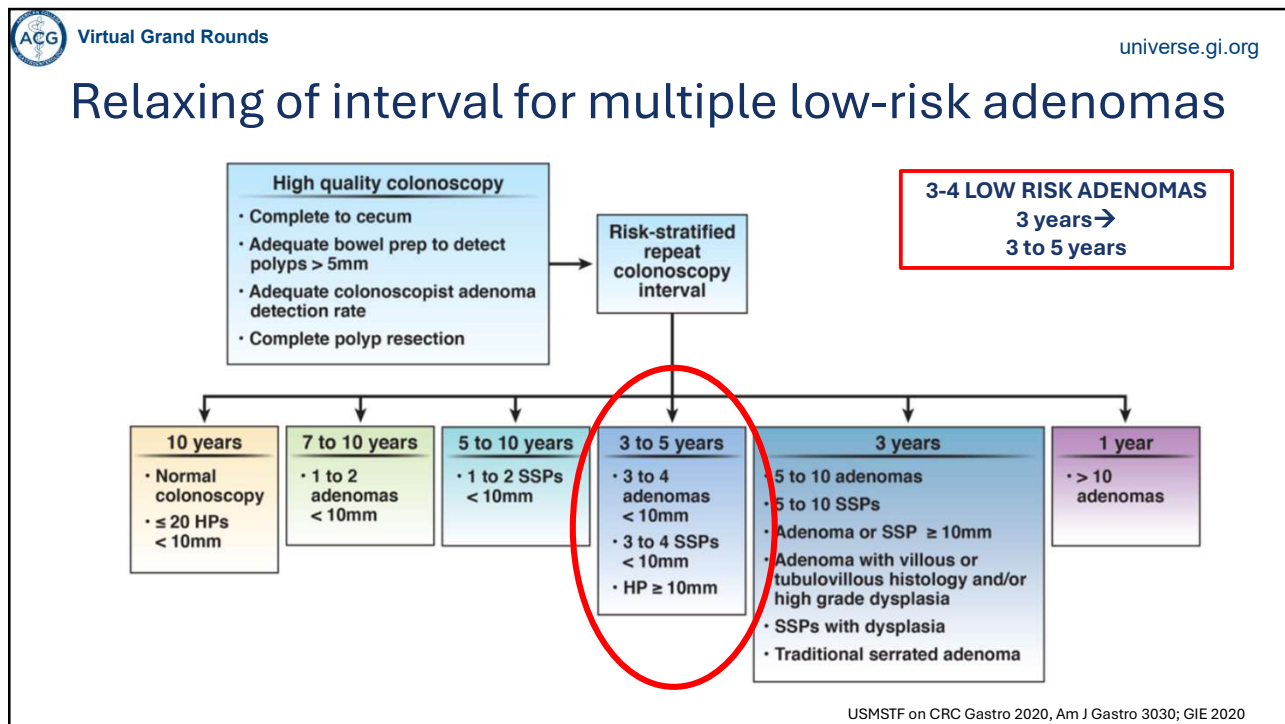 ACG
Virtual Grand Rounds
universe.gi.org
Relaxing of interval for multiple low-risk adenomas
High quality colonoscopy
· Complete to cecum
· Adequate bowel prep to detect
polyps > 5mm
· Adequate colonoscopist adenoma
detection rate
· Complete polyp resection
Risk-stratified
repeat
colonoscopy
interval
3-4 LOW RISK ADENOMAS
3 years→
3 to 5 years
10 years
· Normal
colonoscopy
· ≤ 20 HPs
< 10mm
7 to 10 years
· 1 to 2
adenomas
< 10mm
5 to 10 years
· 1 to 2 SSPs
< 10mm
3 to 5 years
· 3 to 4
adenomas
< 10mm
· 3 to 4 SSPs
< 10mm
· HP ≥ 10mm
3 years
· 5 to 10 adenomas
· 5 to 10 SSPs
· Adenoma or SSP ≥ 10mm
· Adenoma with villous or
tubulovillous histology and/or
high grade dysplasia
· SSPs with dysplasia
· Traditional serrated adenoma
1 year
· > 10
adenomas
USMSTF on CRC Gastro 2020, Am J Gastro 3030; GIE 2020